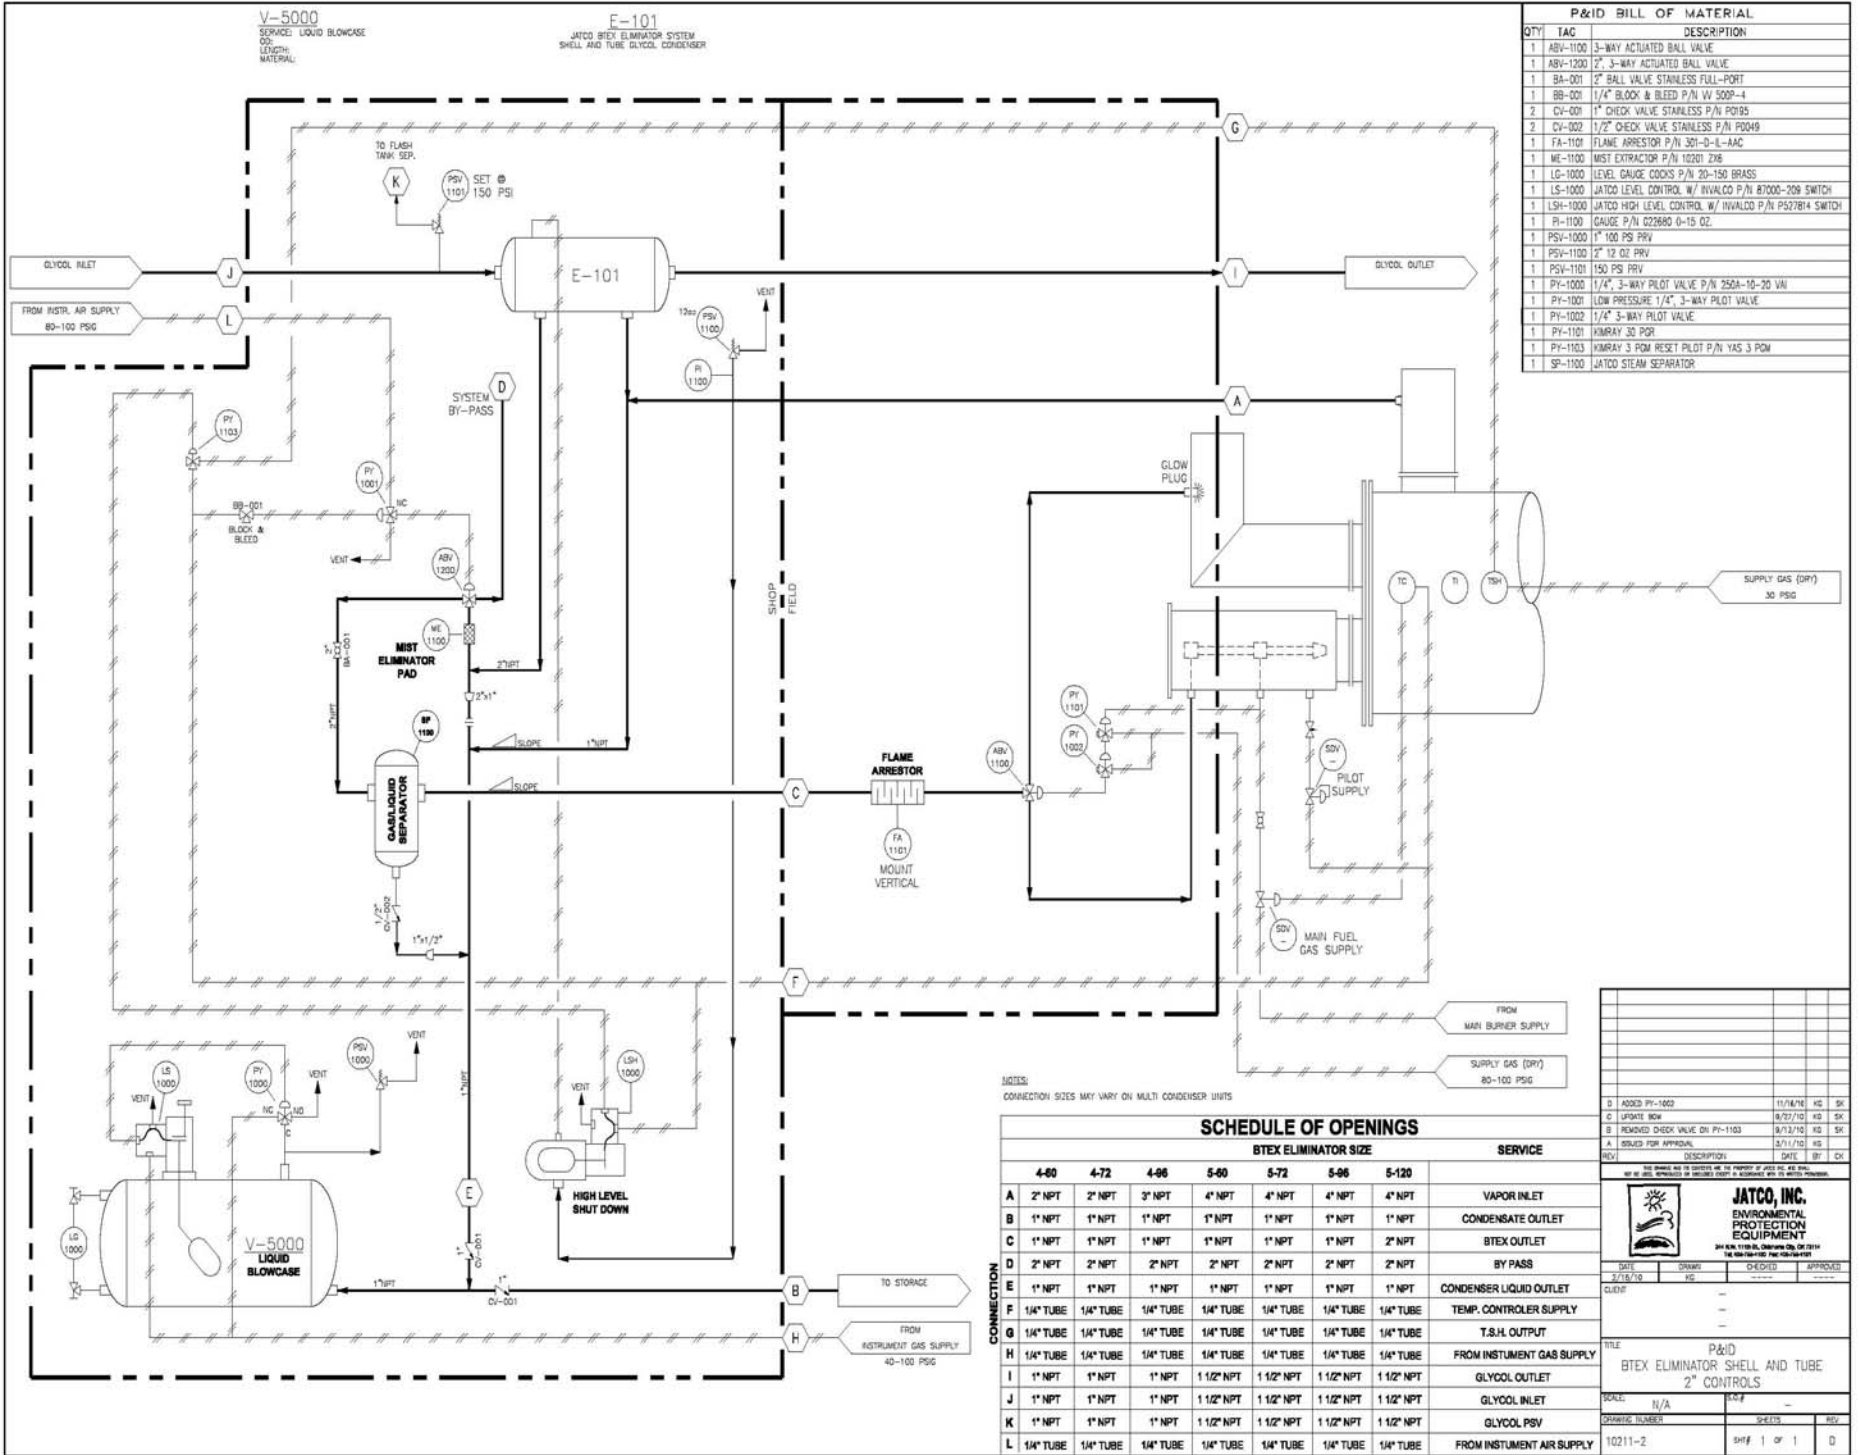 V-5000
SERVICE: LIQUID BLOWCASE
OD:
LENGTH:
MATERIAL:
E-101
JATCO BTEX ELIMINATOR SYSTEM
SHELL AND TUBE GLYCOL CONDENSER
P&ID BILL OF MATERIAL
QTY TAG DESCRIPTION
1 ABV-1100 3-WAY ACTUATED BALL VALVE
1 ABV-1200 2", 3-WAY ACTUATED BALL VALVE
1 BA-001 2" BALL VALVE STAINLESS FULL-PORT
1 BB-001 1/4" BLOCK & BLEED P/N VV 500P-4
2 CV-001 1" CHECK VALVE STAINLESS P/N P0195
2 CV-002 1/2" CHECK VALVE STAINLESS P/N P0049
1 FA-1101 FLAME ARRESTOR P/N 301-D-IL-AAC
1 ME-1100 MIST EXTRACTOR P/N 10201 2X6
1 LG-1000 LEVEL GAUGE COCKS P/N 20-150 BRASS
1 LS-1000 JATCO LEVEL CONTROL W/ INVALCO P/N 87000-209 SWITCH
1 LSH-1000 JATCO HIGH LEVEL CONTROL W/ INVALCO P/N P527814 SWITCH
1 PI-1100 GAUGE P/N G22680 0-15 OZ.
1 PSV-1000 1" 100 PSI PRV
1 PSV-1100 2" 12 OZ PRV
1 PSV-1101 150 PSI PRV
1 PY-1000 1/4", 3-WAY PILOT VALVE P/N 250A-10-20 VAI
1 PY-1001 LOW PRESSURE 1/4", 3-WAY PILOT VALVE
1 PY-1002 1/4" 3-WAY PILOT VALVE
1 PY-1101 KIMRAY 30 PGR
1 PY-1103 KIMRAY 3 PGM RESET PILOT P/N YAS 3 PGM
1 SP-1100 JATCO STEAM SEPARATOR
G
TO FLASH
TANK SEP.
K
PSV
1101
SET @
150 PSI
GLYCOL INLET
J
E-101
I
GLYCOL OUTLET
FROM INSTR. AIR SUPPLY
80-100 PSIG
L
VENT
12oz
PSV
1100
PI
1100
D
SYSTEM
BY-PASS
A
PY
1103
PY
1001
NC
BB-001
BLOCK &
BLEED
VENT
ABV
1200
GLOW
PLUG
SHOP
FIELD
TC
TI
TSH
SUPPLY GAS (DRY)
30 PSIG
2"
BA-001
ME
1100
MIST
ELIMINATOR
PAD
2"NPT
2"x1"
2"NPT
SP
1100
SLOPE
1"NPT
SLOPE
GAS/LIQUID
SEPARATOR
C
FLAME
ARRESTOR
FA
1101
MOUNT
VERTICAL
ABV
1100
PY
1101
PY
1002
SDV
-
PILOT
SUPPLY
1/2"
CV-002
1"x1/2"
SDV
-
MAIN FUEL
GAS SUPPLY
F
FROM
MAIN BURNER SUPPLY
SUPPLY GAS (DRY)
80-100 PSIG
LS
1000
VENT
PY
1000
NC
NO
C
VENT
PSV
1000
VENT
1"NPT
VENT
LSH
1000
HIGH LEVEL
SHUT DOWN
E
LG
1000
V-5000
LIQUID
BLOWCASE
1"NPT
1"
CV-001
1"
CV-001
B
TO STORAGE
H
FROM
INSTRUMENT GAS SUPPLY
40-100 PSIG
NOTES:
CONNECTION SIZES MAY VARY ON MULTI CONDENSER UNITS
SCHEDULE OF OPENINGS
BTEX ELIMINATOR SIZE SERVICE
4-60 4-72 4-96 5-60 5-72 5-96 5-120
CONNECTION
A 2" NPT 2" NPT 3" NPT 4" NPT 4" NPT 4" NPT 4" NPT VAPOR INLET
B 1" NPT 1" NPT 1" NPT 1" NPT 1" NPT 1" NPT 1" NPT CONDENSATE OUTLET
C 1" NPT 1" NPT 1" NPT 1" NPT 1" NPT 1" NPT 2" NPT BTEX OUTLET
D 2" NPT 2" NPT 2" NPT 2" NPT 2" NPT 2" NPT 2" NPT BY PASS
E 1" NPT 1" NPT 1" NPT 1" NPT 1" NPT 1" NPT 1" NPT CONDENSER LIQUID OUTLET
F 1/4" TUBE 1/4" TUBE 1/4" TUBE 1/4" TUBE 1/4" TUBE 1/4" TUBE 1/4" TUBE TEMP. CONTROLER SUPPLY
G 1/4" TUBE 1/4" TUBE 1/4" TUBE 1/4" TUBE 1/4" TUBE 1/4" TUBE 1/4" TUBE T.S.H. OUTPUT
H 1/4" TUBE 1/4" TUBE 1/4" TUBE 1/4" TUBE 1/4" TUBE 1/4" TUBE 1/4" TUBE FROM INSTUMENT GAS SUPPLY
I 1" NPT 1" NPT 1" NPT 1 1/2" NPT 1 1/2" NPT 1 1/2" NPT 1 1/2" NPT GLYCOL OUTLET
J 1" NPT 1" NPT 1" NPT 1 1/2" NPT 1 1/2" NPT 1 1/2" NPT 1 1/2" NPT GLYCOL INLET
K 1" NPT 1" NPT 1" NPT 1 1/2" NPT 1 1/2" NPT 1 1/2" NPT 1 1/2" NPT GLYCOL PSV
L 1/4" TUBE 1/4" TUBE 1/4" TUBE 1/4" TUBE 1/4" TUBE 1/4" TUBE 1/4" TUBE FROM INSTUMENT AIR SUPPLY
D ADDED PY-1002 11/16/10 KG SK
C UPDATE BOM 9/27/10 KG SK
B REMOVED CHECK VALVE ON PY-1103 9/13/10 KG SK
A ISSUED FOR APPROVAL 3/11/10 KG
REV. DESCRIPTION DATE BY CK
JATCO, INC.
ENVIRONMENTAL
PROTECTION
EQUIPMENT
DATE DRAWN CHECKED APPROVED
2/16/10 KG ---- ----
CLIENT
-
-
-
TITLE
P&ID
BTEX ELIMINATOR SHELL AND TUBE
2" CONTROLS
SCALE: N/A S.O.# -
DRAWING NUMBER SHEETS REV
10211-2 SHT# 1 OF 1 D